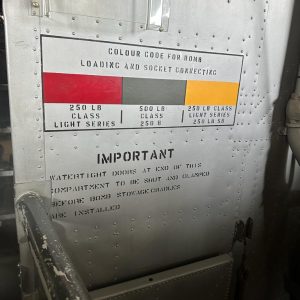 COLOUR CODE FOR BOMB
LOADING AND SOCKET CONNECTING
250 LB CLASS LIGHT SERIES
500 LB CLASS 250 B
250 LB CLASS LIGHT SERIES 250 LB SB
IMPORTANT
WATERTIGHT DOORS AT END OF THIS
COMPARTMENT TO BE SHUT AND CLAMPED
BEFORE BOMB STOWAGE CRADLES
ARE INSTALLED